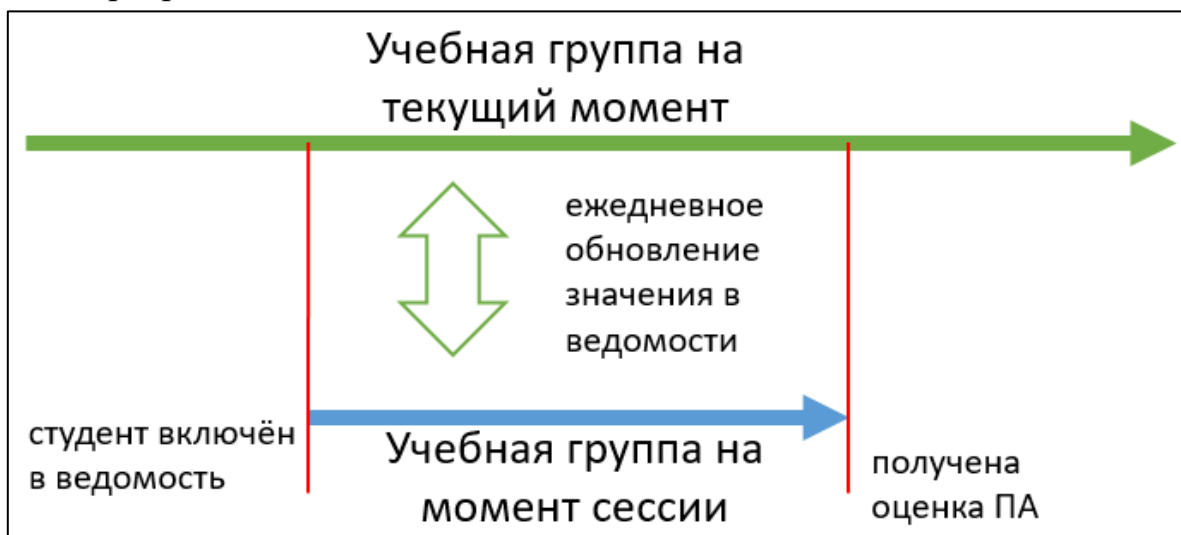 Учебная группа на
текущий момент
ежедневное
обновление
значения в
ведомости
студент включён
в ведомость
Учебная группа на
момент сессии
получена
оценка ПА